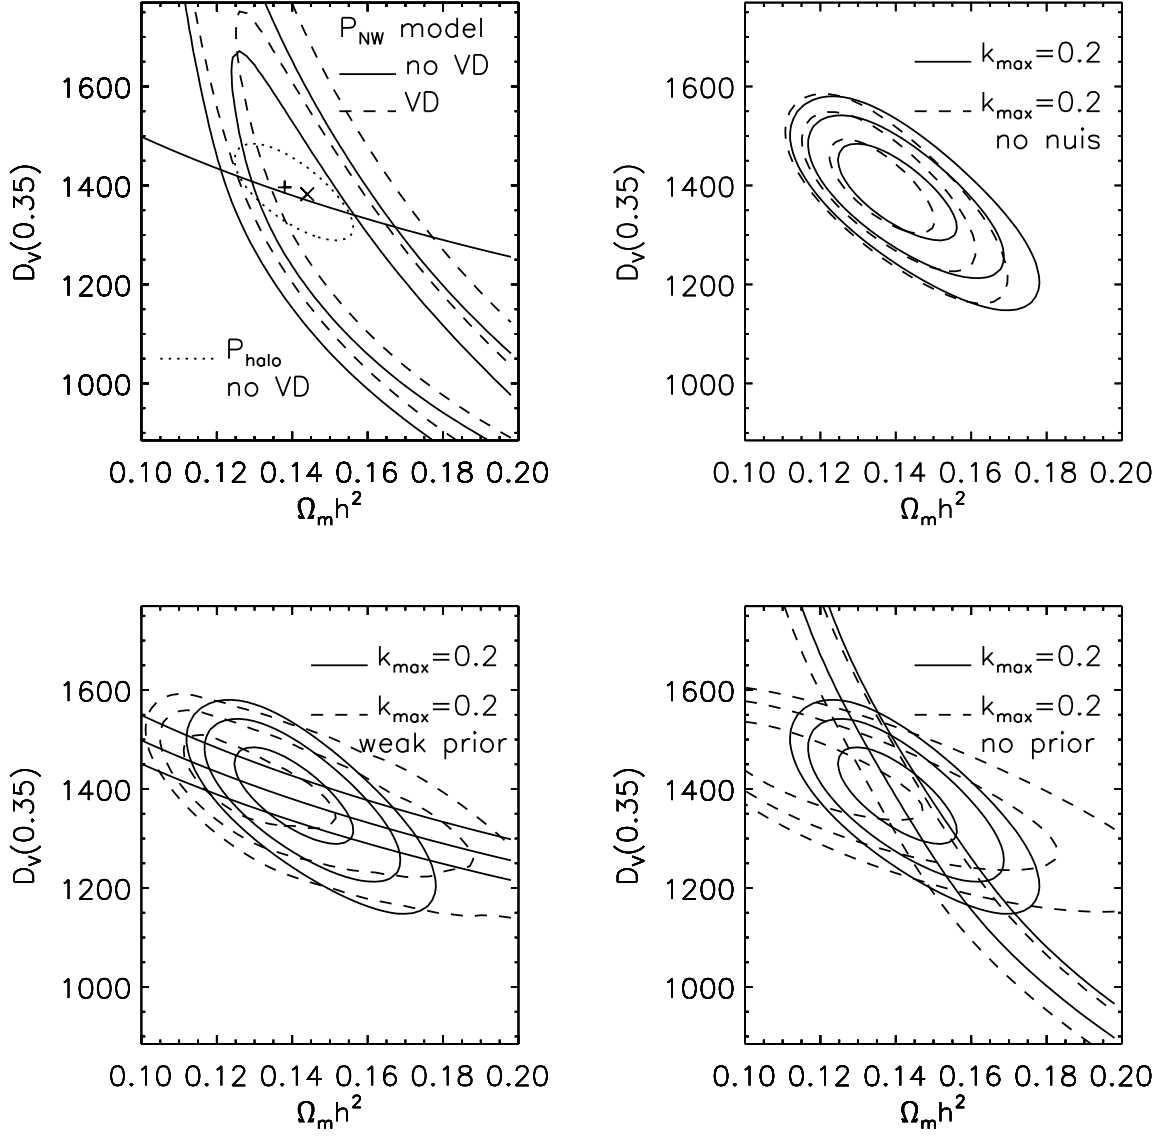 P_NW model
no VD
VD
P_halo
no VD
D_V(0.35)
1600
1400
1200
1000
0.10 0.12 0.14 0.16 0.18 0.20
Ω_m h²
k_max=0.2
k_max=0.2
no nuis
D_V(0.35)
1600
1400
1200
1000
0.10 0.12 0.14 0.16 0.18 0.20
Ω_m h²
k_max=0.2
k_max=0.2
weak prior
D_V(0.35)
1600
1400
1200
1000
0.10 0.12 0.14 0.16 0.18 0.20
Ω_m h²
k_max=0.2
k_max=0.2
no prior
D_V(0.35)
1600
1400
1200
1000
0.10 0.12 0.14 0.16 0.18 0.20
Ω_m h²